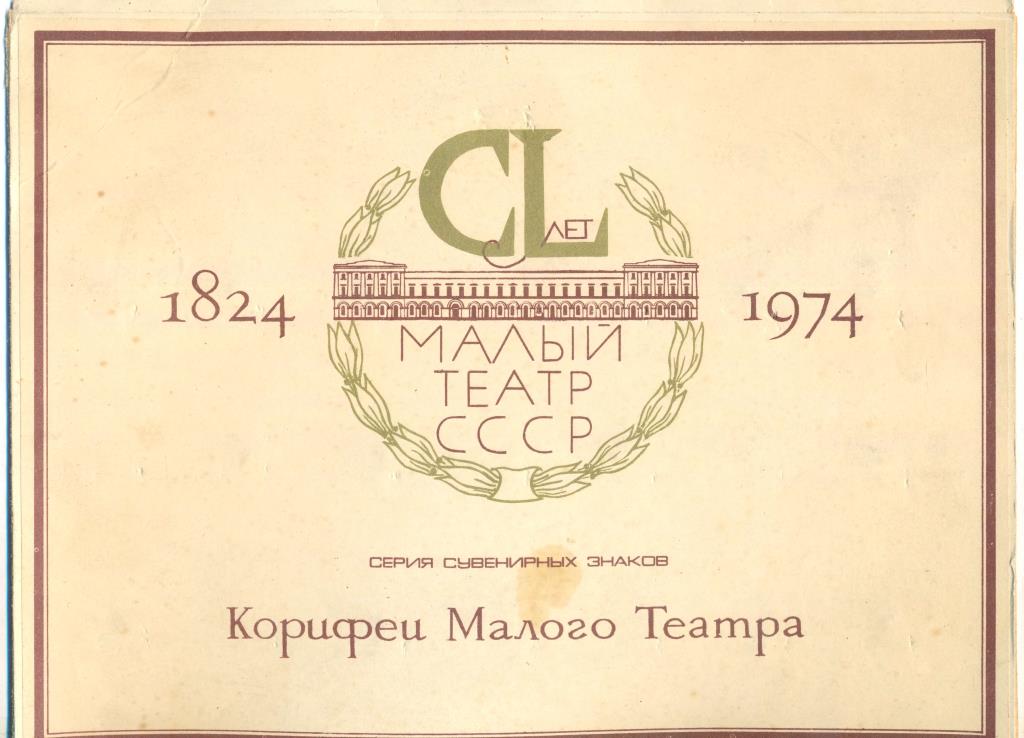 CL
ЛЕТ
1824
1974
МАЛЫЙ
ТЕАТР
СССР
СЕРИЯ СУВЕНИРНЫХ ЗНАКОВ
Корифеи Малого Театра